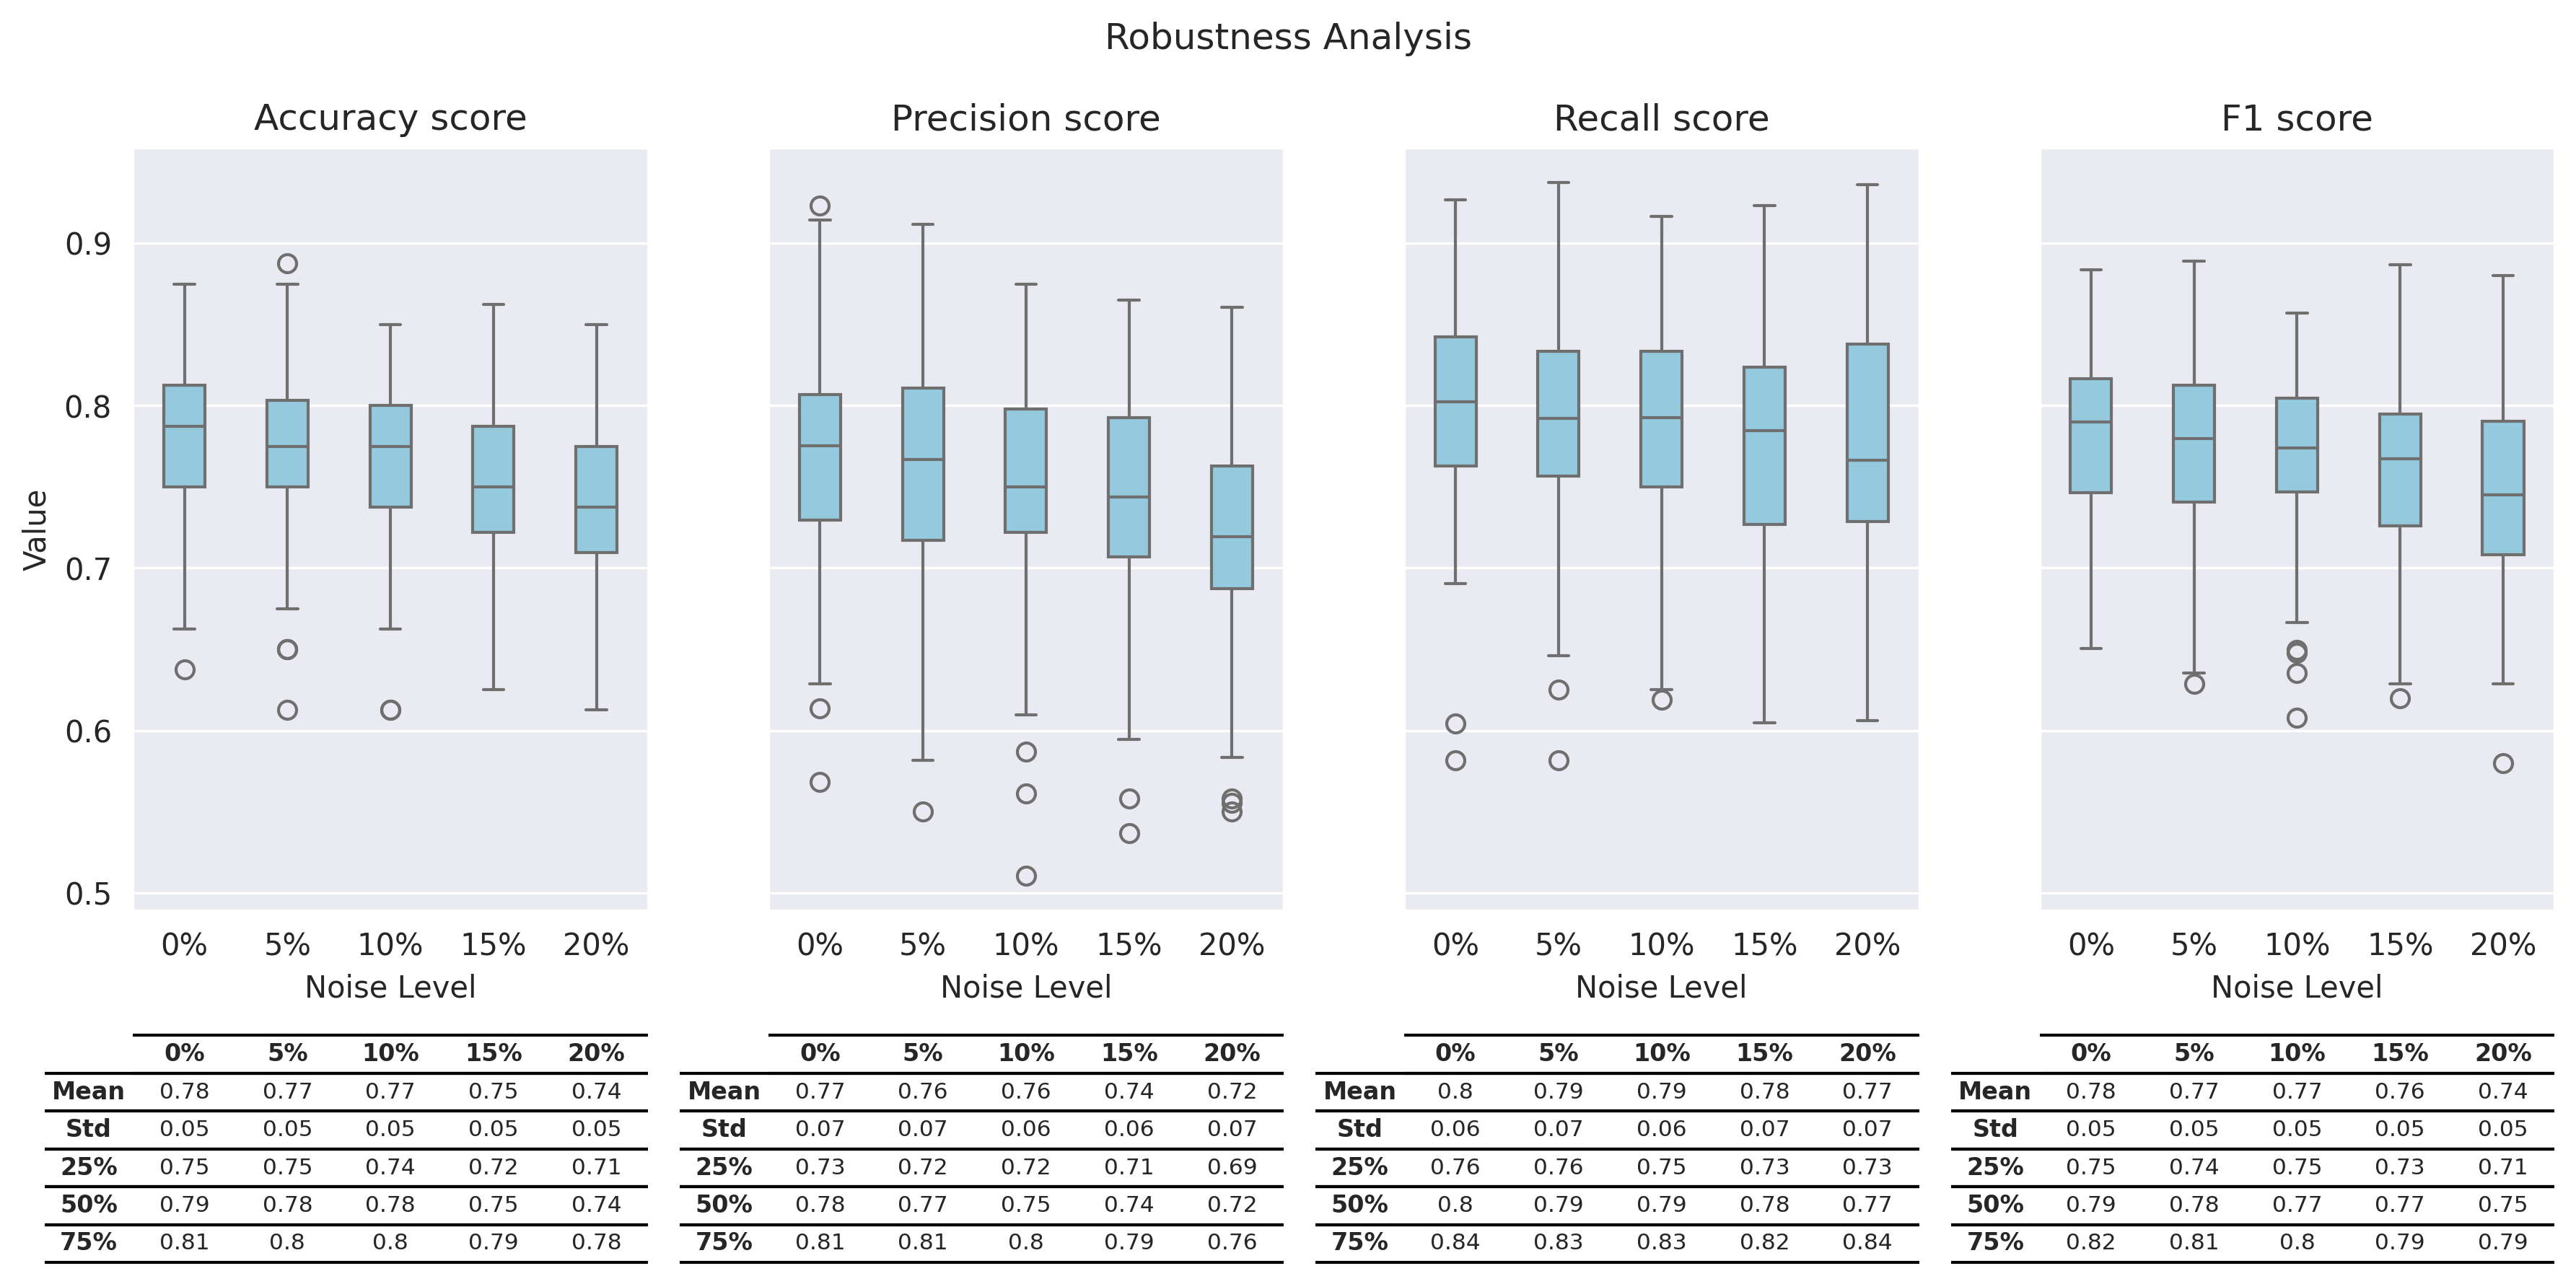 Robustness Analysis
Accuracy score Precision score Recall score F1 score
Value
0.9
0.8
0.7
0.6
0.5
0% 5% 10% 15% 20% 0% 5% 10% 15% 20% 0% 5% 10% 15% 20% 0% 5% 10% 15% 20%
Noise Level Noise Level Noise Level Noise Level
0% 5% 10% 15% 20% 0% 5% 10% 15% 20% 0% 5% 10% 15% 20% 0% 5% 10% 15% 20%
Mean 0.78 0.77 0.77 0.75 0.74 Mean 0.77 0.76 0.76 0.74 0.72 Mean 0.8 0.79 0.79 0.78 0.77 Mean 0.78 0.77 0.77 0.76 0.74
Std 0.05 0.05 0.05 0.05 0.05 Std 0.07 0.07 0.06 0.06 0.07 Std 0.06 0.07 0.06 0.07 0.07 Std 0.05 0.05 0.05 0.05 0.05
25% 0.75 0.75 0.74 0.72 0.71 25% 0.73 0.72 0.72 0.71 0.69 25% 0.76 0.76 0.75 0.73 0.73 25% 0.75 0.74 0.75 0.73 0.71
50% 0.79 0.78 0.78 0.75 0.74 50% 0.78 0.77 0.75 0.74 0.72 50% 0.8 0.79 0.79 0.78 0.77 50% 0.79 0.78 0.77 0.77 0.75
75% 0.81 0.8 0.8 0.79 0.78 75% 0.81 0.81 0.8 0.79 0.76 75% 0.84 0.83 0.83 0.82 0.84 75% 0.82 0.81 0.8 0.79 0.79